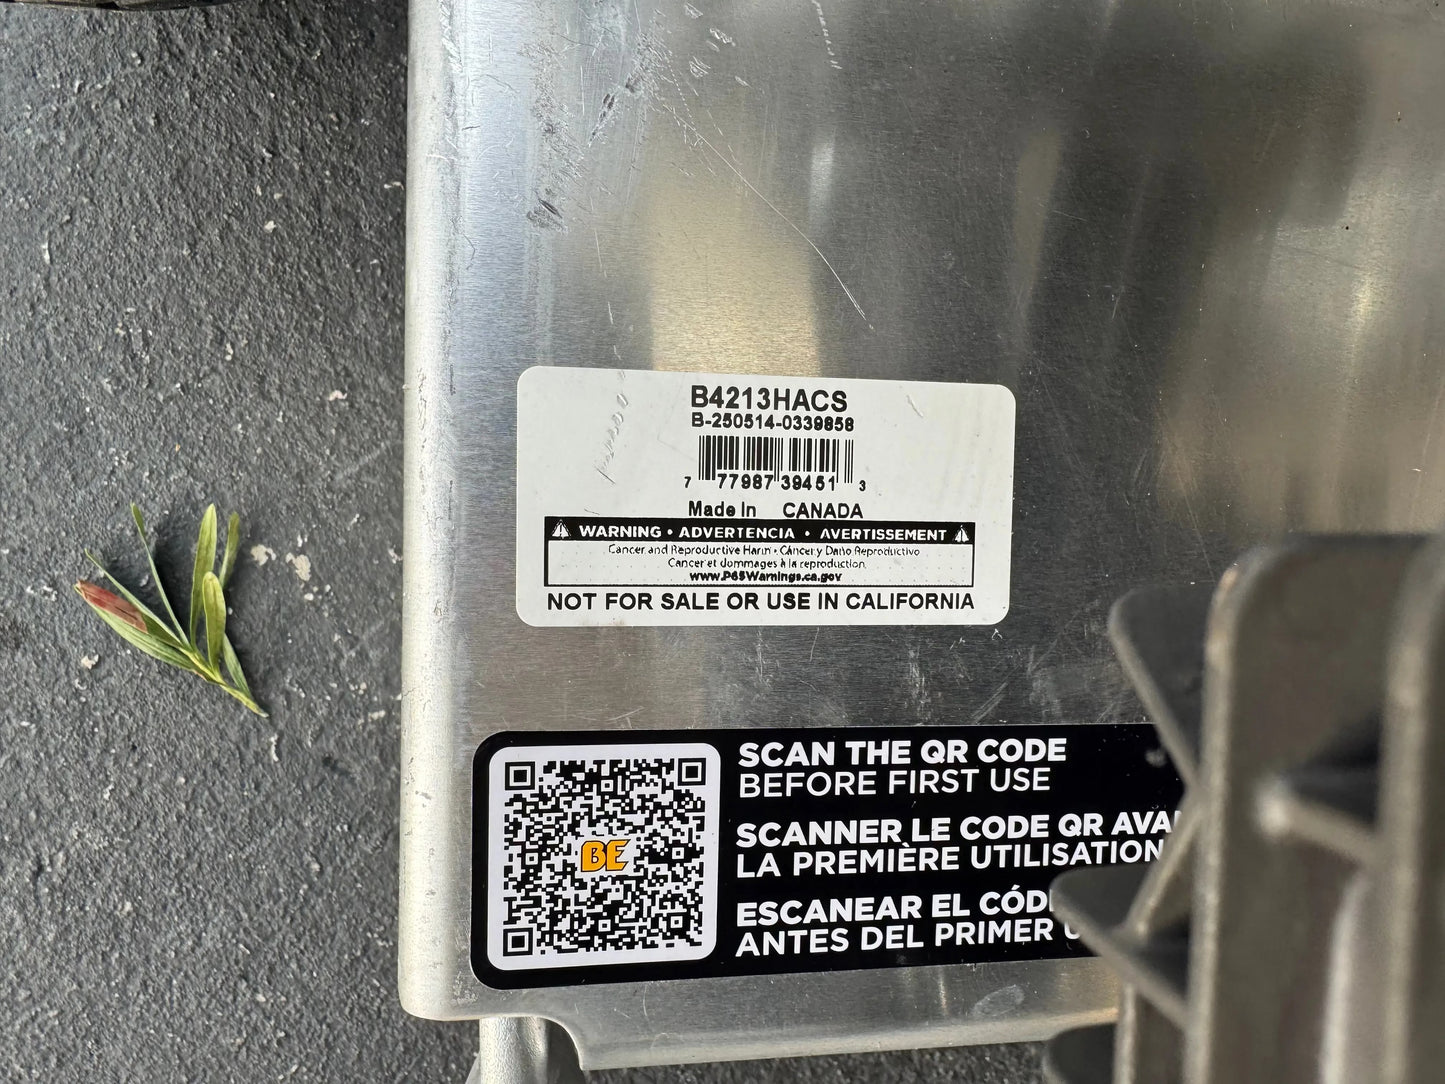 B4213HACS
B-250514-0339858
7 77987 39451 3
Made In CANADA
WARNING • ADVERTENCIA • AVERTISSEMENT
Cancer and Reproductive Harm • Cáncer y Daño Reproductivo
Cancer et dommages à la reproduction
www.P65Warnings.ca.gov
NOT FOR SALE OR USE IN CALIFORNIA
BE
SCAN THE QR CODE
BEFORE FIRST USE
SCANNER LE CODE QR AVA
LA PREMIÈRE UTILISATION
ESCANEAR EL CÓDI
ANTES DEL PRIMER U